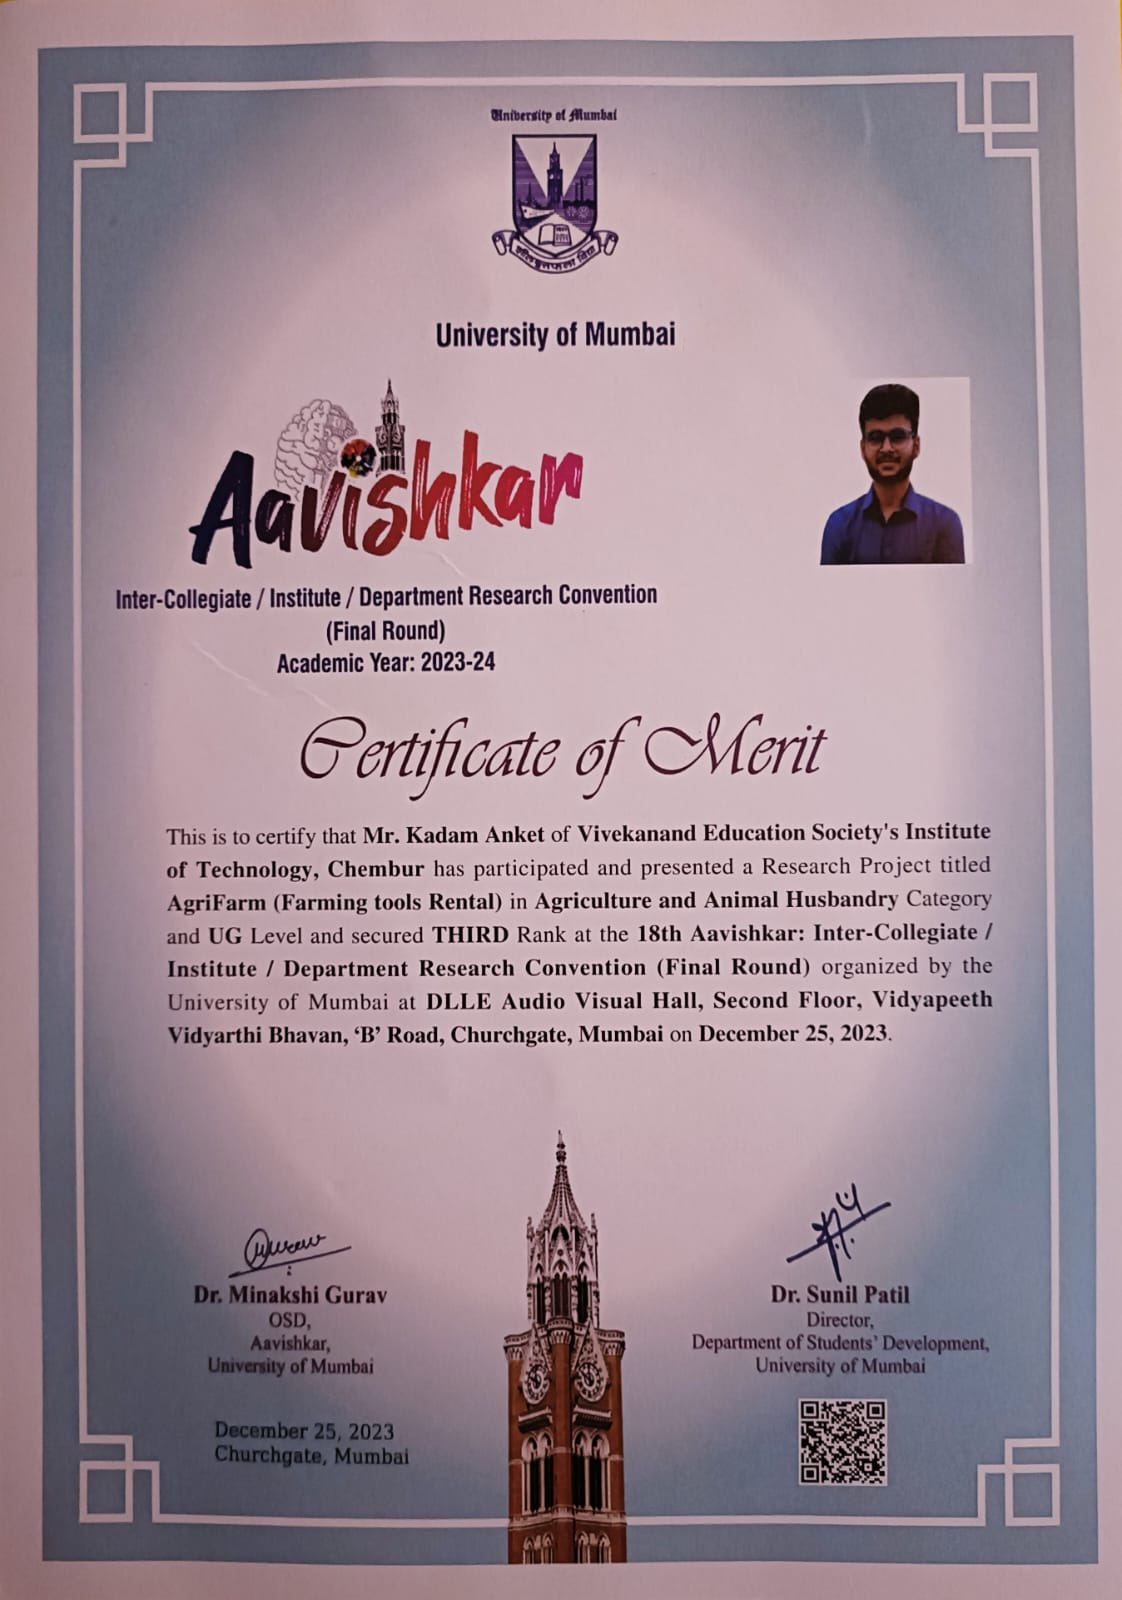 University of Mumbai
शीलवृतफला विद्या
University of Mumbai
Aavishkar
Inter-Collegiate / Institute / Department Research Convention
(Final Round)
Academic Year: 2023-24
Certificate of Merit
This is to certify that Mr. Kadam Anket of Vivekanand Education Society's Institute
of Technology, Chembur has participated and presented a Research Project titled
AgriFarm (Farming tools Rental) in Agriculture and Animal Husbandry Category
and UG Level and secured THIRD Rank at the 18th Aavishkar: Inter-Collegiate /
Institute / Department Research Convention (Final Round) organized by the
University of Mumbai at DLLE Audio Visual Hall, Second Floor, Vidyapeeth
Vidyarthi Bhavan, ‘B’ Road, Churchgate, Mumbai on December 25, 2023.
Dr. Minakshi Gurav
OSD,
Aavishkar,
University of Mumbai
Dr. Sunil Patil
Director,
Department of Students' Development,
University of Mumbai
December 25, 2023
Churchgate, Mumbai